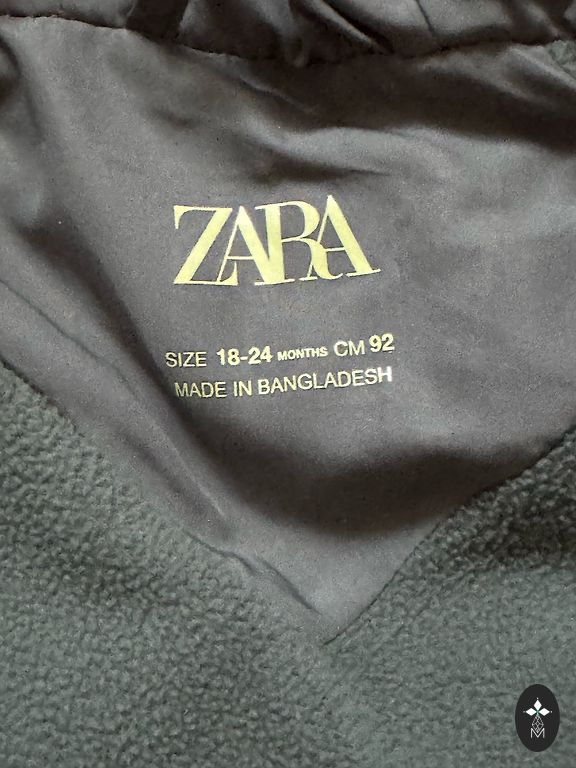 ZARA
SIZE 18-24 MONTHS CM 92
MADE IN BANGLADESH
M